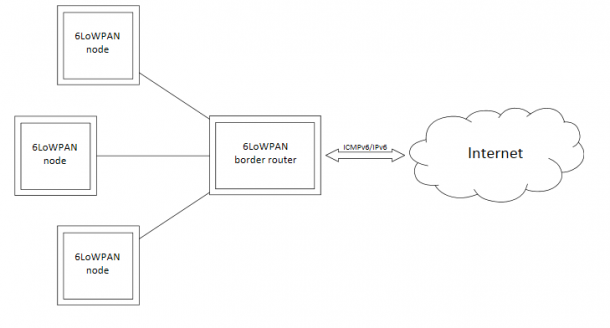 6LoWPAN
node
6LoWPAN
node
6LoWPAN
border router
ICMPv6/IPv6
Internet
6LoWPAN
node